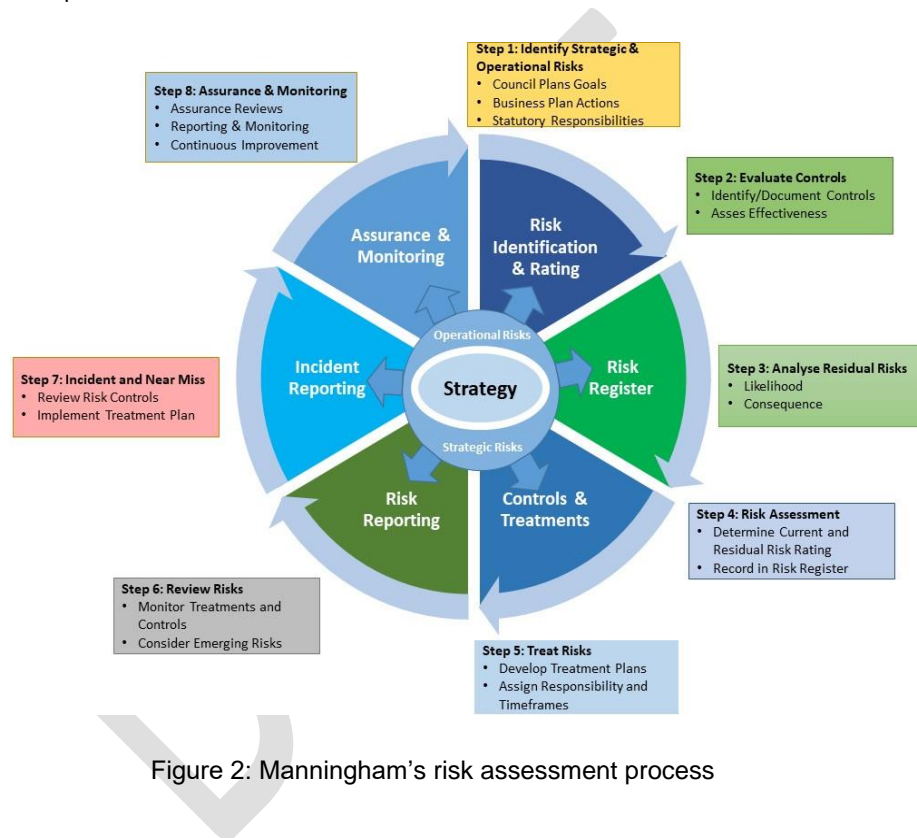 Step 1: Identify Strategic &
Operational Risks
• Council Plans Goals
• Business Plan Actions
• Statutory Responsibilities
Step 8: Assurance & Monitoring
• Assurance Reviews
• Reporting & Monitoring
• Continuous Improvement
Step 2: Evaluate Controls
• Identify/Document Controls
• Asses Effectiveness
Assurance &
Monitoring
Risk
Identification
& Rating
Operational Risks
Incident
Reporting
Strategy
Risk
Register
Strategic Risks
Step 7: Incident and Near Miss
• Review Risk Controls
• Implement Treatment Plan
Step 3: Analyse Residual Risks
• Likelihood
• Consequence
Risk
Reporting
Controls &
Treatments
Step 4: Risk Assessment
• Determine Current and
Residual Risk Rating
• Record in Risk Register
Step 6: Review Risks
• Monitor Treatments and
Controls
• Consider Emerging Risks
Step 5: Treat Risks
• Develop Treatment Plans
• Assign Responsibility and
Timeframes
Figure 2: Manningham's risk assessment process